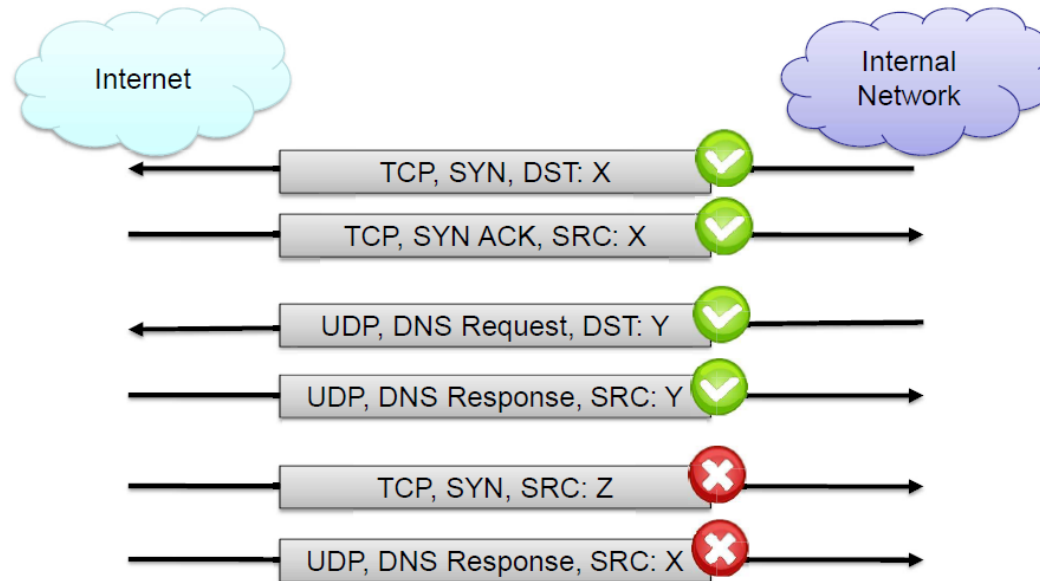 Internet
Internal
Network
TCP, SYN, DST: X
TCP, SYN ACK, SRC: X
UDP, DNS Request, DST: Y
UDP, DNS Response, SRC: Y
TCP, SYN, SRC: Z
UDP, DNS Response, SRC: X